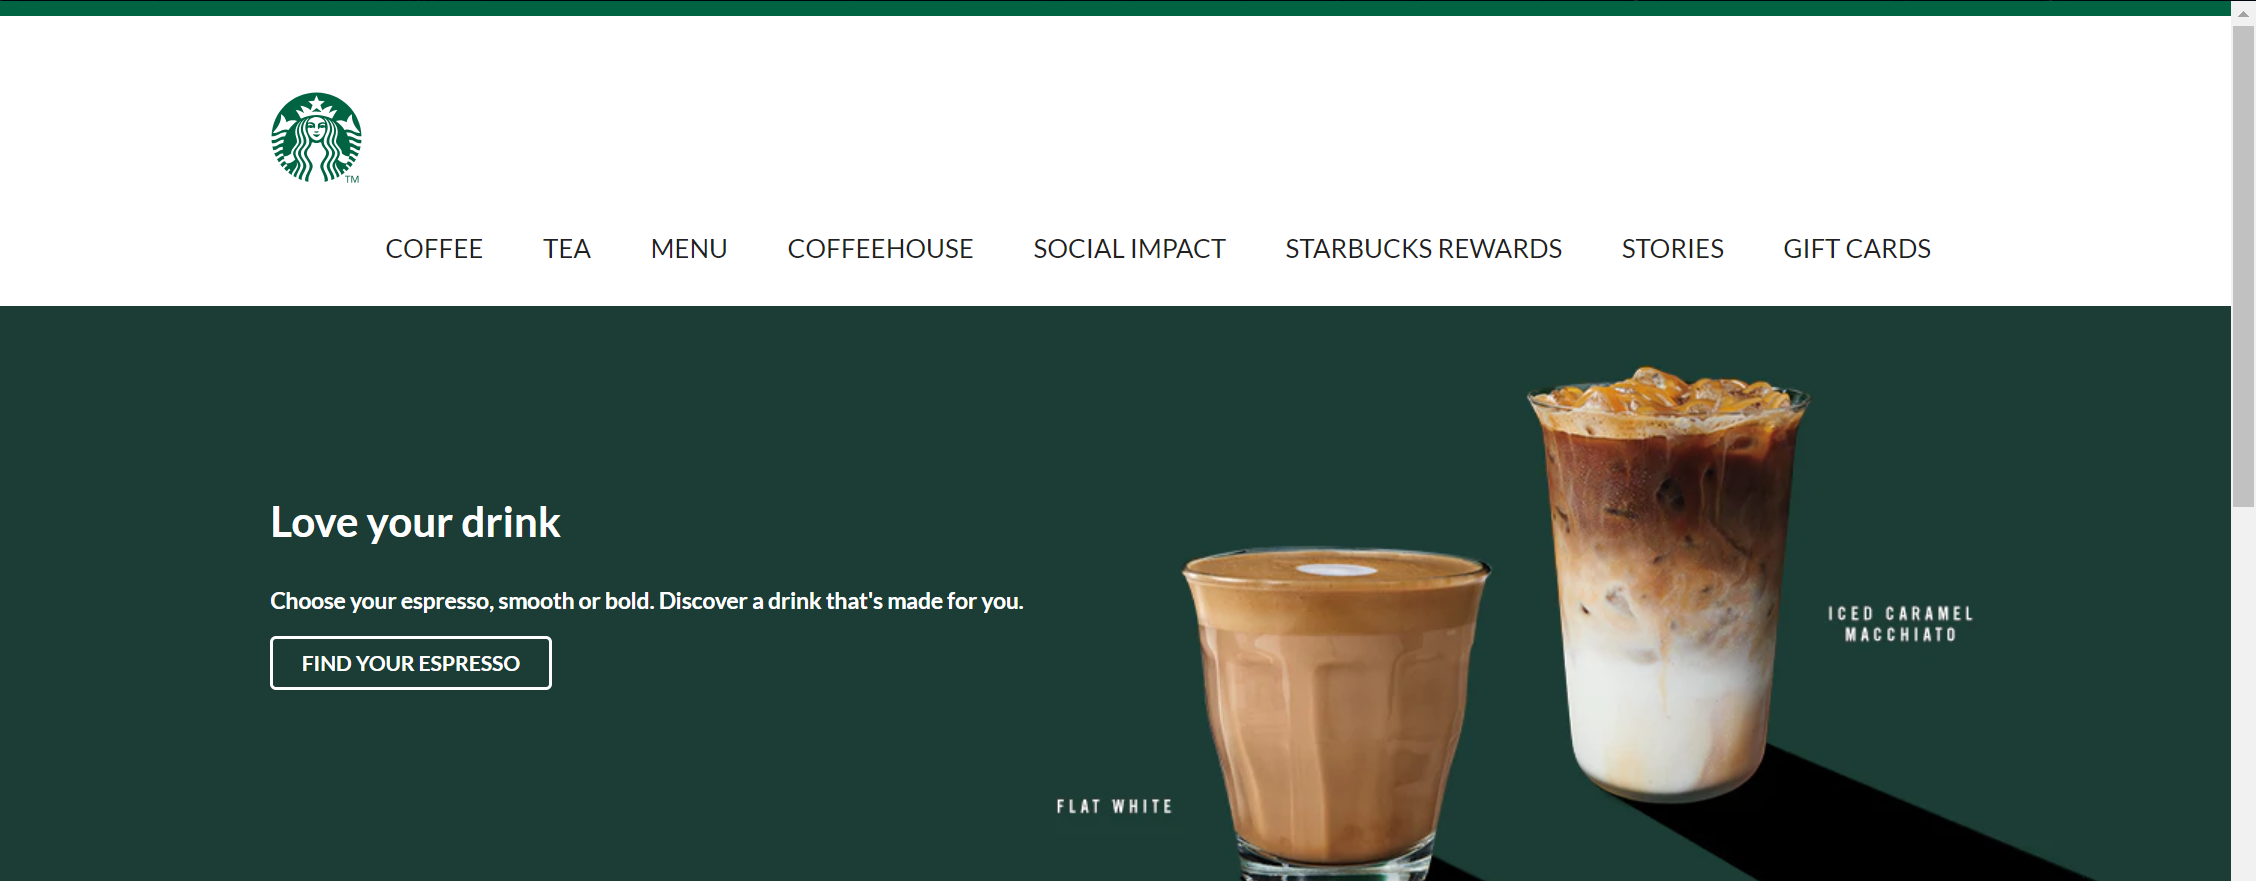 TM
COFFEE TEA MENU COFFEEHOUSE SOCIAL IMPACT STARBUCKS REWARDS STORIES GIFT CARDS
Love your drink
Choose your espresso, smooth or bold. Discover a drink that's made for you.
FIND YOUR ESPRESSO
FLAT WHITE
ICED CARAMEL
MACCHIATO